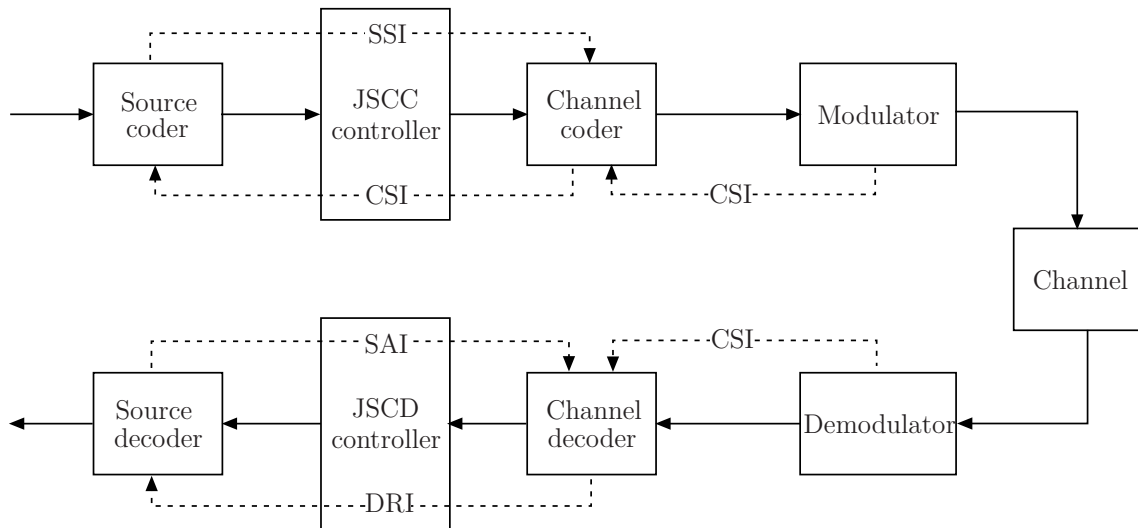 SSI
Source
coder
JSCC
controller
Channel
coder
Modulator
CSI
CSI
Channel
SAI
CSI
Source
decoder
JSCD
controller
Channel
decoder
Demodulator
DRI